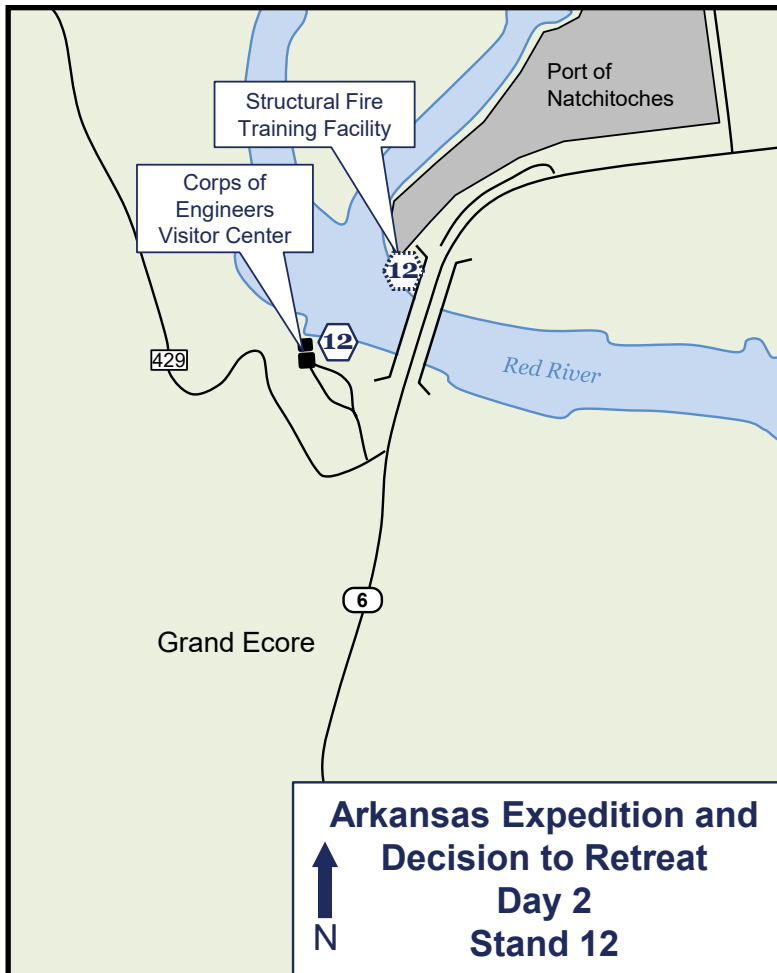 Port of
Natchitoches
Structural Fire
Training Facility
Corps of
Engineers
Visitor Center
12
12
429
Red River
6
Grand Ecore
Arkansas Expedition and
Decision to Retreat
Day 2
Stand 12
N